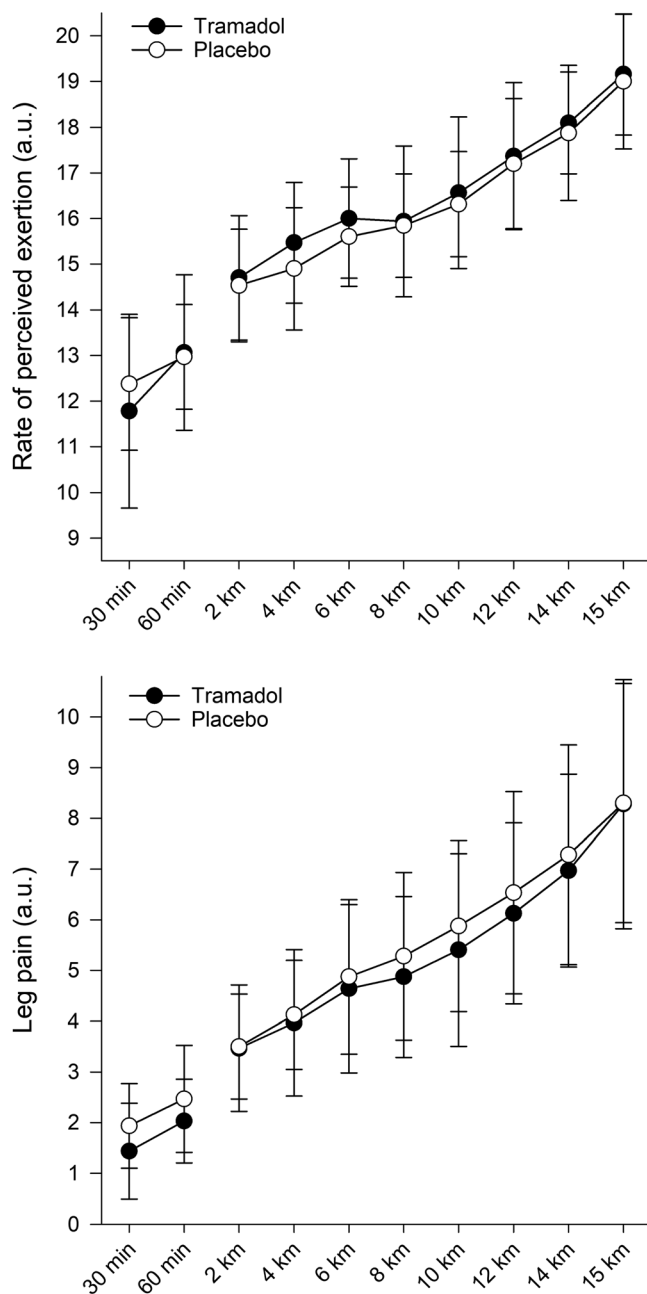 Tramadol
Placebo
Rate of perceived exertion (a.u.)
20
19
18
17
16
15
14
13
12
11
10
9
30 min
60 min
2 km
4 km
6 km
8 km
10 km
12 km
14 km
15 km
Tramadol
Placebo
Leg pain (a.u.)
10
9
8
7
6
5
4
3
2
1
0
30 min
60 min
2 km
4 km
6 km
8 km
10 km
12 km
14 km
15 km